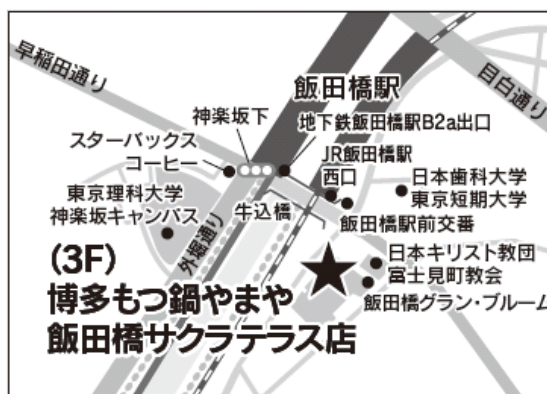 早稲田通り
目白通り
飯田橋駅
神楽坂下
地下鉄飯田橋駅B2a出口
スターバックス
コーヒー
JR飯田橋駅
西口
日本歯科大学
東京短期大学
東京理科大学
神楽坂キャンパス
牛込橋
飯田橋駅前交番
外堀通り
日本キリスト教団
富士見町教会
飯田橋グラン・ブルーム
(3F)
博多もつ鍋やまや
飯田橋サクラテラス店